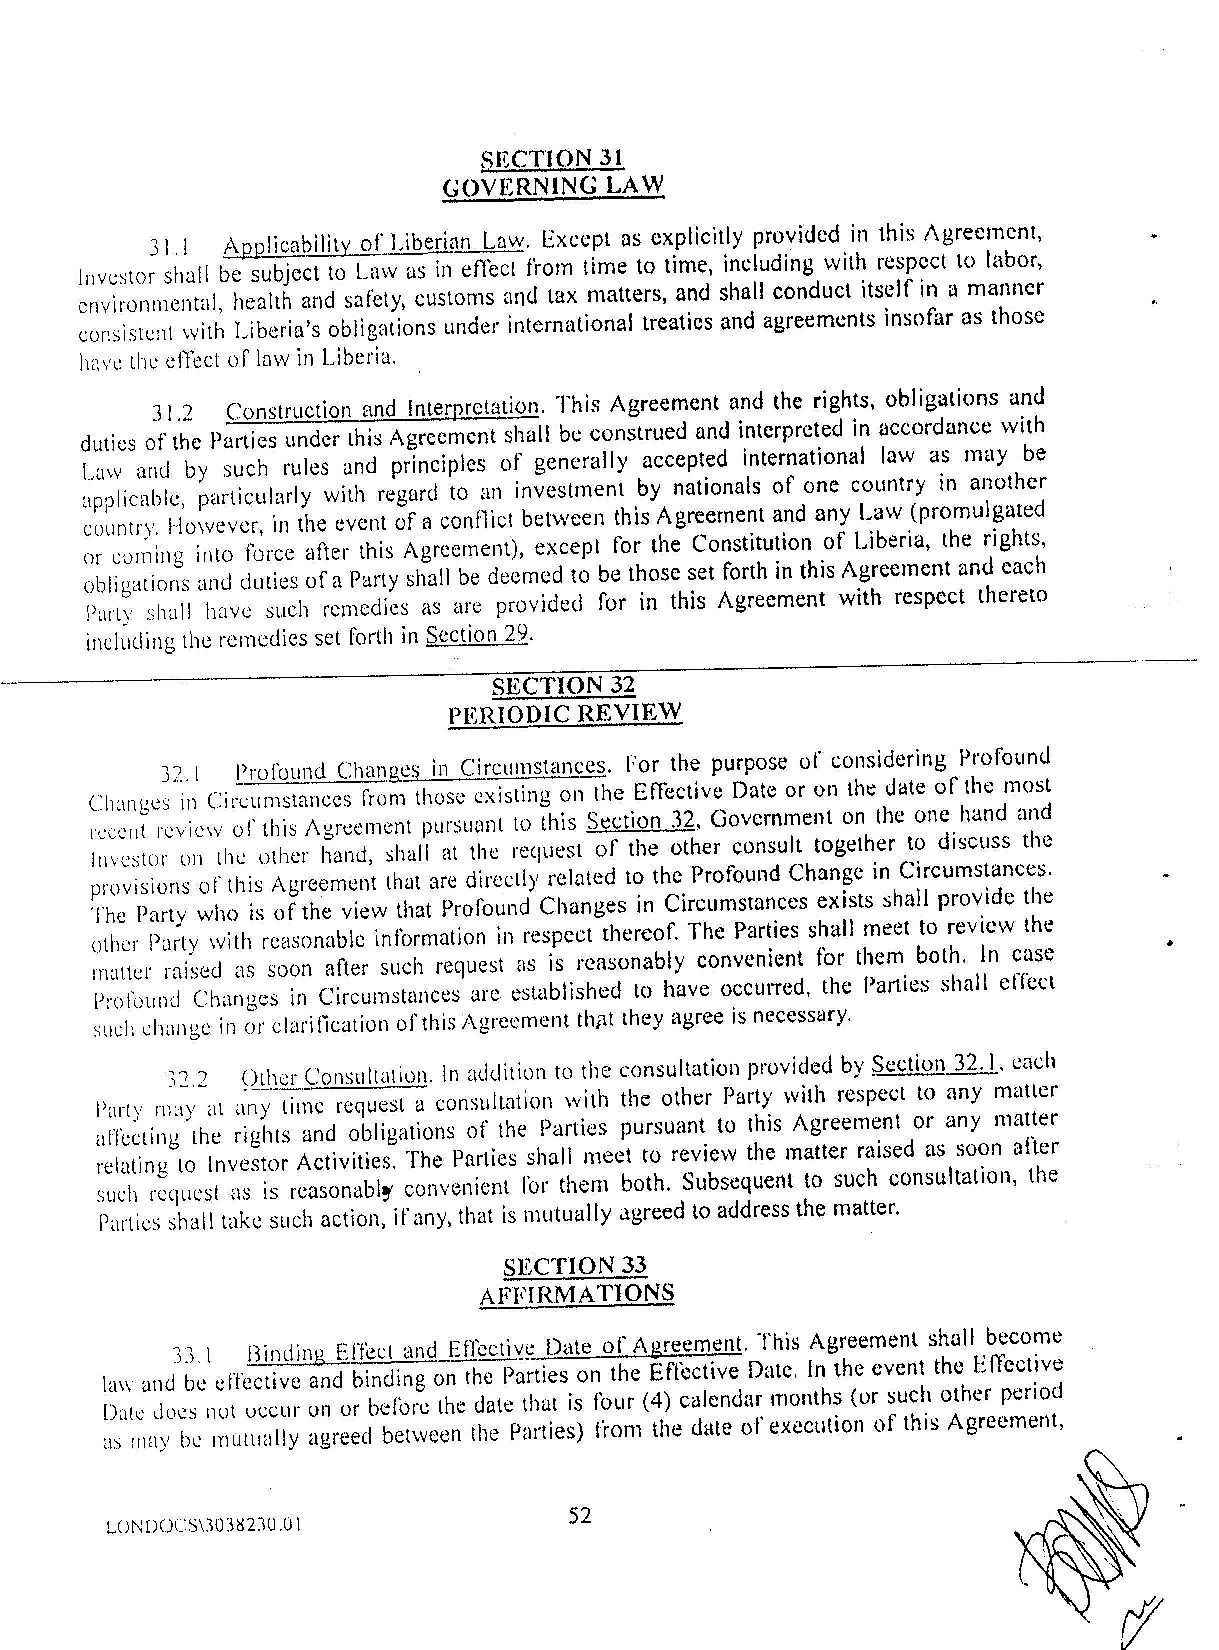 SECTION 31
GOVERNING LAW
31.1 Applicability of Liberian Law. Except as explicitly provided in this Agreement,
Investor shall be subject to Law as in effect from time to time, including with respect to labor,
environmental, health and safety, customs and tax matters, and shall conduct itself in a manner
consistent with Liberia's obligations under international treaties and agreements insofar as those
have the effect of law in Liberia.
31.2 Construction and Interpretation. This Agreement and the rights, obligations and
duties of the Parties under this Agreement shall be construed and interpreted in accordance with
Law and by such rules and principles of generally accepted international law as may be
applicable, particularly with regard to an investment by nationals of one country in another
country. However, in the event of a conflict between this Agreement and any Law (promulgated
or coming into force after this Agreement), except for the Constitution of Liberia, the rights,
obligations and duties of a Party shall be deemed to be those set forth in this Agreement and each
Party shall have such remedies as are provided for in this Agreement with respect thereto
including the remedies set forth in Section 29.
SECTION 32
PERIODIC REVIEW
32.1 Profound Changes in Circumstances. For the purpose of considering Profound
Changes in Circumstances from those existing on the Effective Date or on the date of the most
recent review of this Agreement pursuant to this Section 32, Government on the one hand and
Investor on the other hand, shall at the request of the other consult together to discuss the
provisions of this Agreement that are directly related to the Profound Change in Circumstances.
The Party who is of the view that Profound Changes in Circumstances exists shall provide the
other Party with reasonable information in respect thereof. The Parties shall meet to review the
matter raised as soon after such request as is reasonably convenient for them both. In case
Profound Changes in Circumstances are established to have occurred, the Parties shall effect
such change in or clarification of this Agreement that they agree is necessary.
32.2 Other Consultation. In addition to the consultation provided by Section 32.1, each
Party may at any time request a consultation with the other Party with respect to any matter
affecting the rights and obligations of the Parties pursuant to this Agreement or any matter
relating to Investor Activities. The Parties shall meet to review the matter raised as soon after
such request as is reasonably convenient for them both. Subsequent to such consultation, the
Parties shall take such action, if any, that is mutually agreed to address the matter.
SECTION 33
AFFIRMATIONS
33.1 Binding Effect and Effective Date of Agreement. This Agreement shall become
law and be effective and binding on the Parties on the Effective Date. In the event the Effective
Date does not occur on or before the date that is four (4) calendar months (or such other period
as may be mutually agreed between the Parties) from the date of execution of this Agreement,
52
LONDOCS\3038230.01